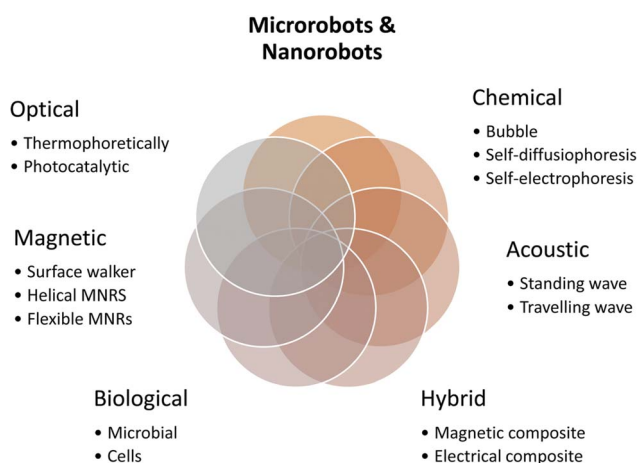 Microrobots &
Nanorobots
Optical
• Thermophoretically
• Photocatalytic
Chemical
• Bubble
• Self-diffusiophoresis
• Self-electrophoresis
Magnetic
• Surface walker
• Helical MNRS
• Flexible MNRs
Acoustic
• Standing wave
• Travelling wave
Biological
• Microbial
• Cells
Hybrid
• Magnetic composite
• Electrical composite